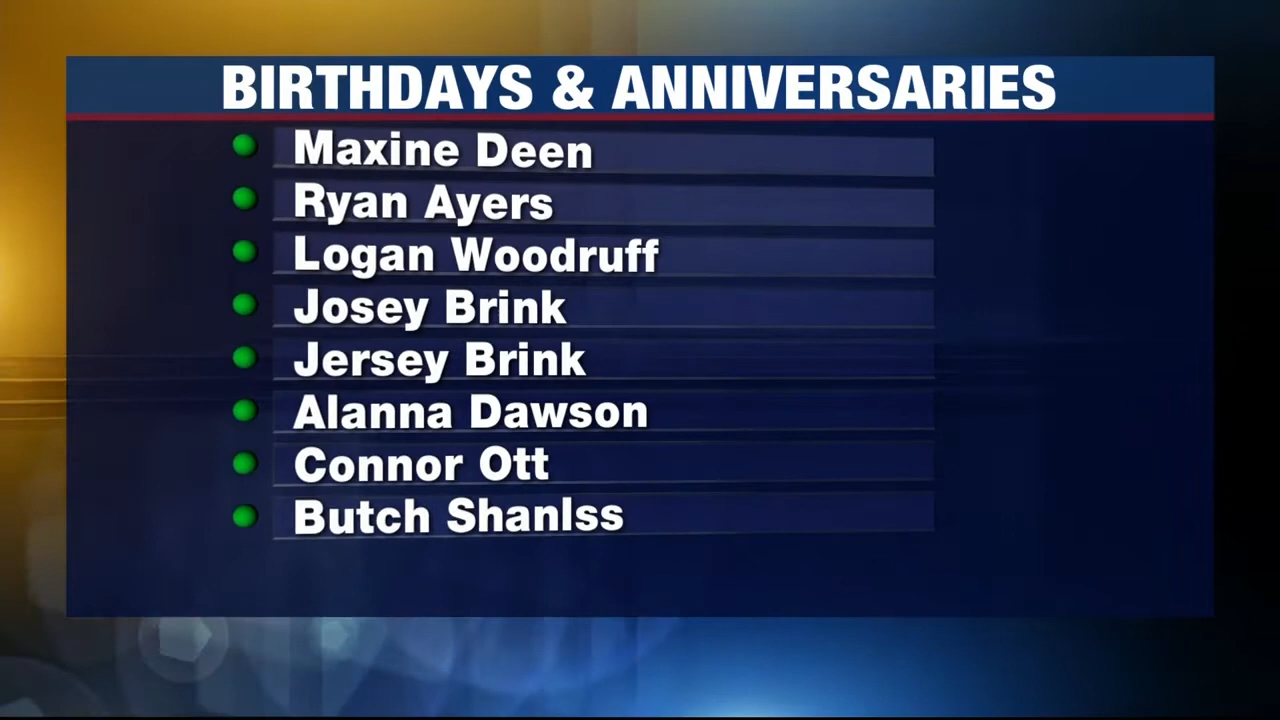 BIRTHDAYS & ANNIVERSARIES
Maxine Deen
Ryan Ayers
Logan Woodruff
Josey Brink
Jersey Brink
Alanna Dawson
Connor Ott
Butch Shanlss